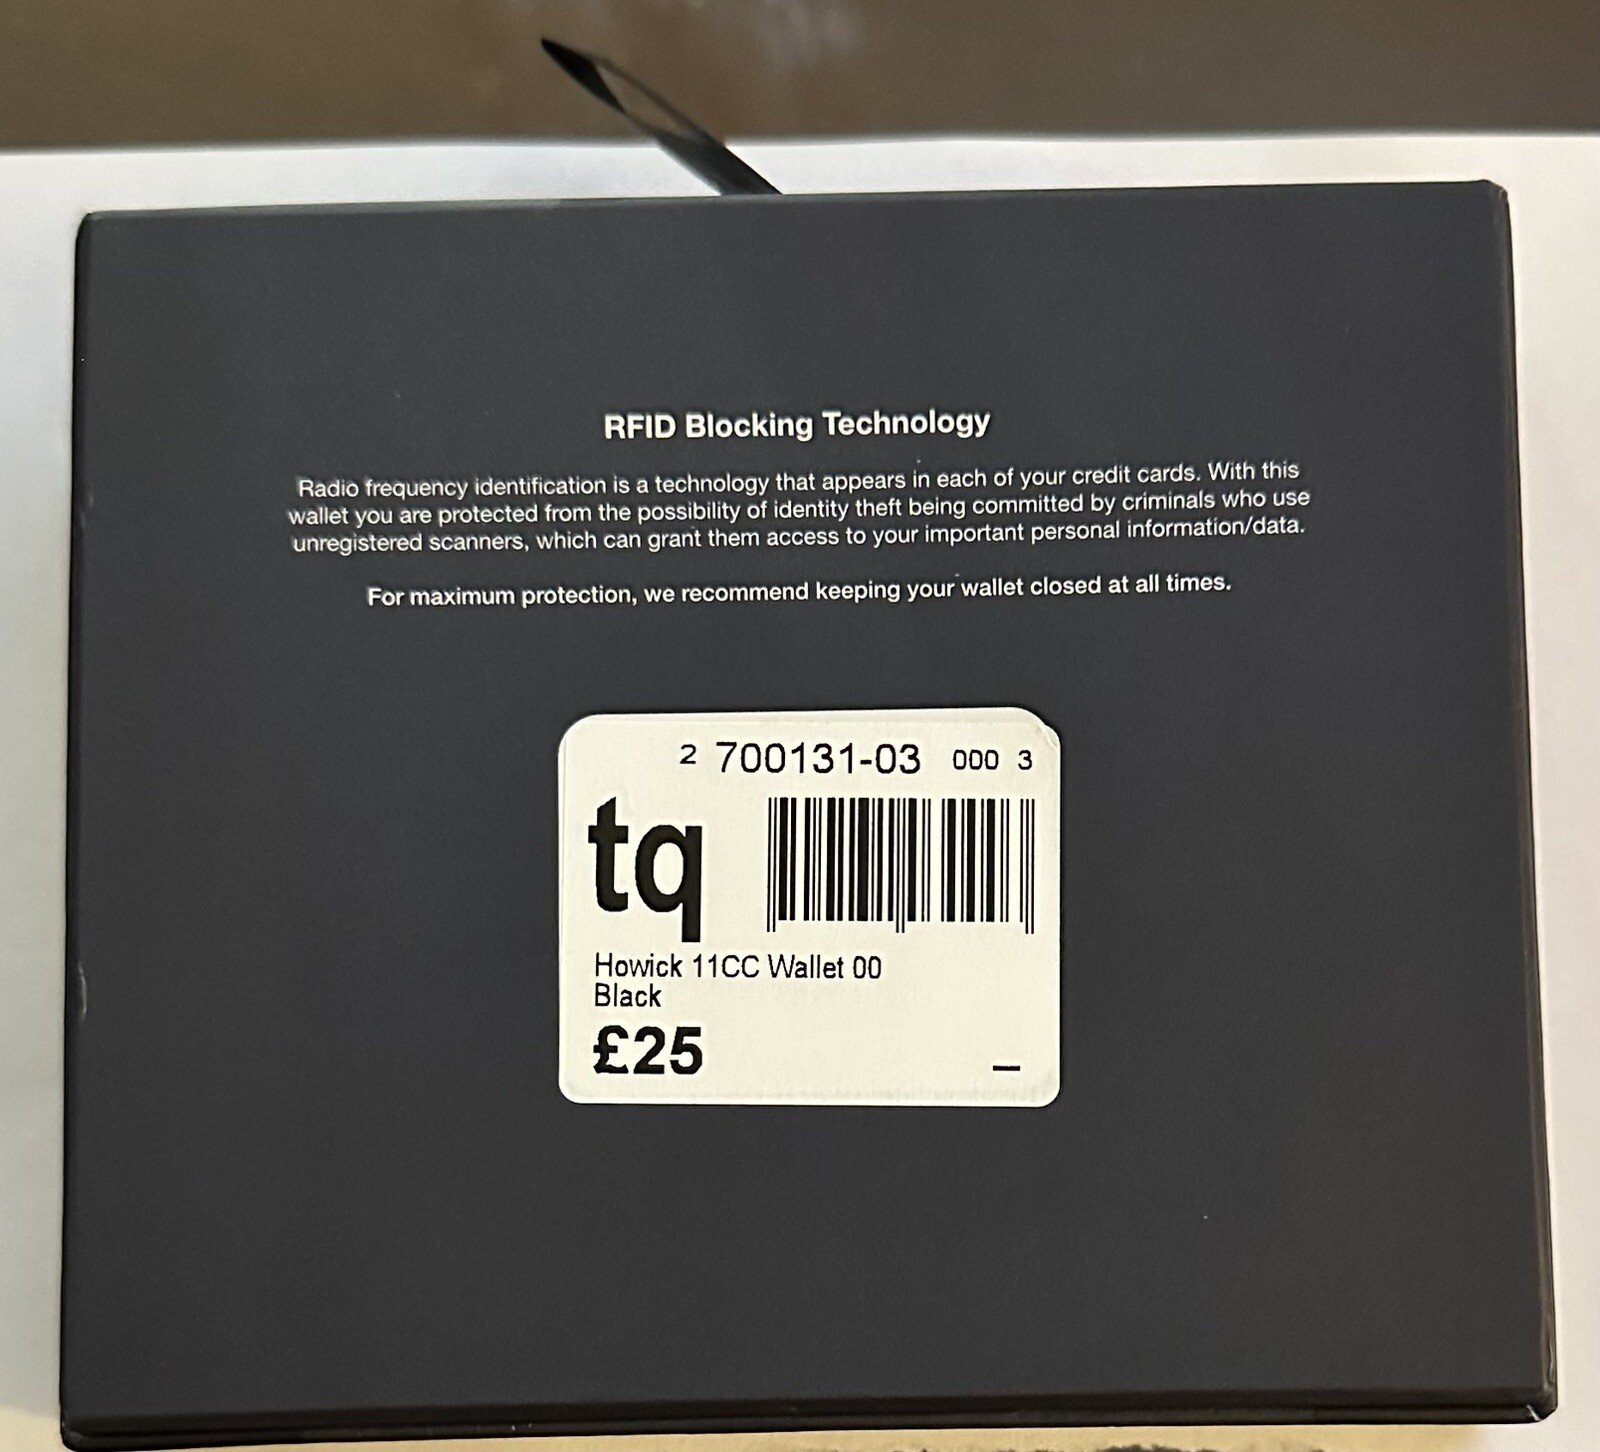 RFID Blocking Technology
Radio frequency identification is a technology that appears in each of your credit cards. With this
wallet you are protected from the possibility of identity theft being committed by criminals who use
unregistered scanners, which can grant them access to your important personal information/data.
For maximum protection, we recommend keeping your wallet closed at all times.
2 700131-03 000 3
tq
Howick 11CC Wallet 00
Black
£25 –